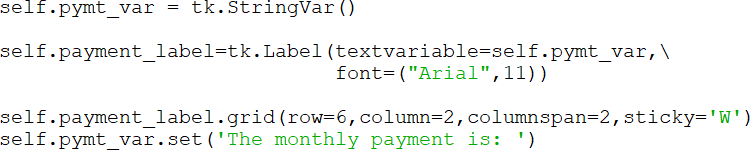 self.pymt_var = tk.StringVar()
self.payment_label=tk.Label(textvariable=self.pymt_var,\
font=("Arial",11))
self.payment_label.grid(row=6,column=2,columnspan=2,sticky='W')
self.pymt_var.set('The monthly payment is: ')